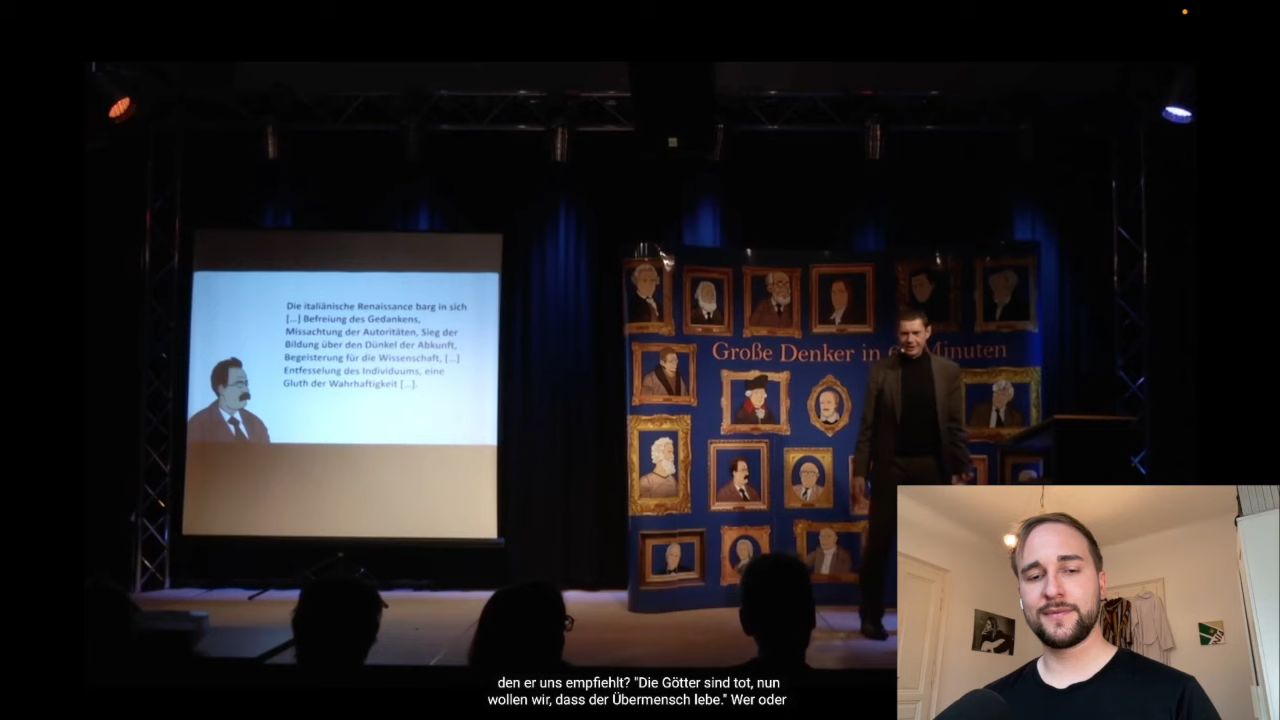 Die italiänische Renaissance barg in sich
[...] Befreiung des Gedankens,
Missachtung der Autoritäten, Sieg der
Bildung über den Dünkel der Abkunft,
Begeisterung für die Wissenschaft, [...]
Entfesselung des Individuums, eine
Gluth der Wahrhaftigkeit [...].
Große Denker in
den er uns empfiehlt? "Die Götter sind tot, nun
wollen wir, dass der Übermensch lebe." Wer oder